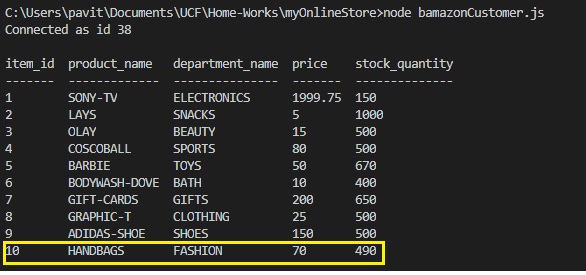 C:\Users\pavit\Documents\UCF\Home-Works\myOnlineStore>node bamazonCustomer.js
Connected as id 38
item_id  product_name   department_name  price    stock_quantity
-------  -------------  ---------------  -------  --------------
1        SONY-TV        ELECTRONICS      1999.75  150
2        LAYS           SNACKS           5        1000
3        OLAY           BEAUTY           15       500
4        COSCOBALL      SPORTS           80       500
5        BARBIE         TOYS             50       670
6        BODYWASH-DOVE  BATH             10       400
7        GIFT-CARDS     GIFTS            200      650
8        GRAPHIC-T      CLOTHING         25       500
9        ADIDAS-SHOE    SHOES            150      500
10       HANDBAGS       FASHION          70       490